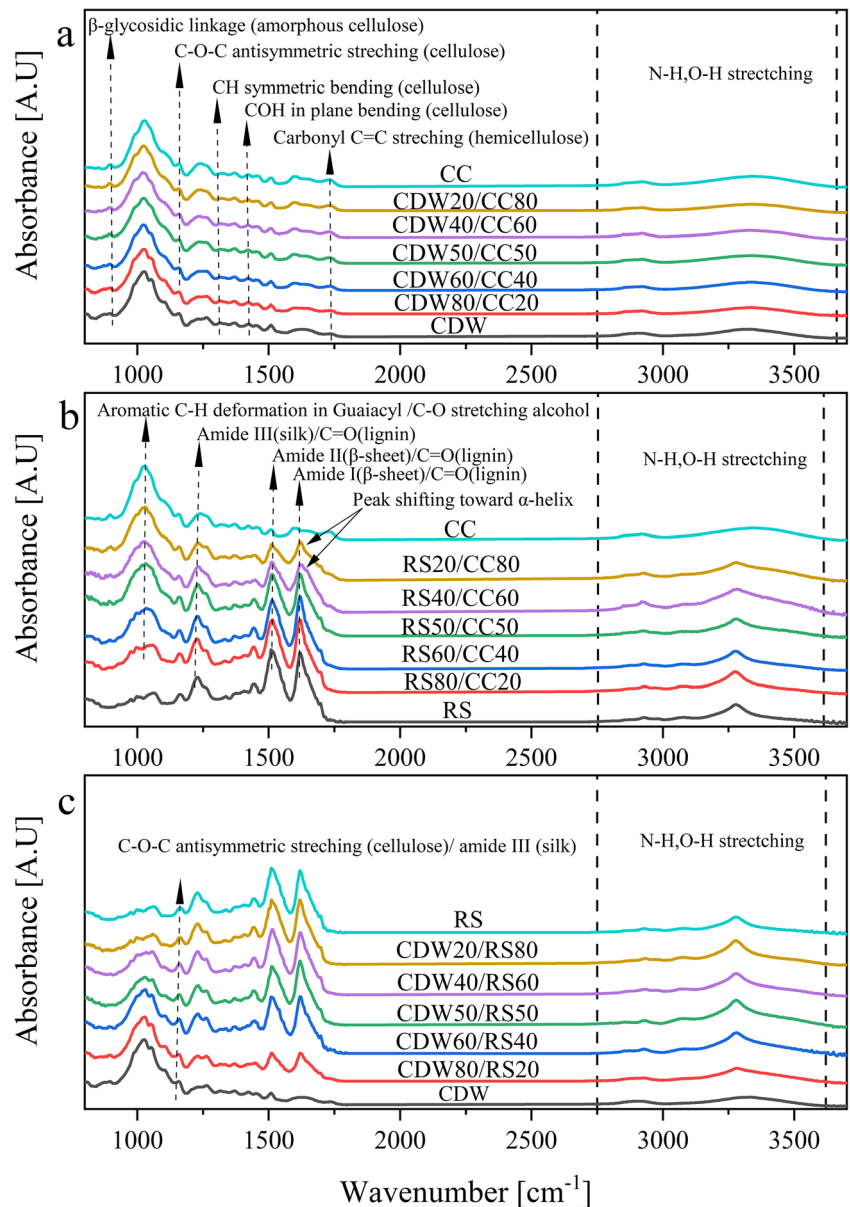 a
β-glycosidic linkage (amorphous cellulose)
C-O-C antisymmetric streching (cellulose)
CH symmetric bending (cellulose)
COH in plane bending (cellulose)
Carbonyl C=C streching (hemicellulose)
N-H,O-H strectching
CC
CDW20/CC80
CDW40/CC60
CDW50/CC50
CDW60/CC40
CDW80/CC20
CDW
Absorbance [A.U]
1000 1500 2000 2500 3000 3500
b
Aromatic C-H deformation in Guaiacyl /C-O stretching alcohol
Amide III(silk)/C=O(lignin)
Amide II(β-sheet)/C=O(lignin)
Amide I(β-sheet)/C=O(lignin)
Peak shifting toward α-helix
N-H,O-H strectching
CC
RS20/CC80
RS40/CC60
RS50/CC50
RS60/CC40
RS80/CC20
RS
Absorbance [A.U]
1000 1500 2000 2500 3000 3500
c
C-O-C antisymmetric streching (cellulose)/ amide III (silk)
N-H,O-H strectching
RS
CDW20/RS80
CDW40/RS60
CDW50/RS50
CDW60/RS40
CDW80/RS20
CDW
Absorbance [A.U]
1000 1500 2000 2500 3000 3500
Wavenumber [cm⁻¹]